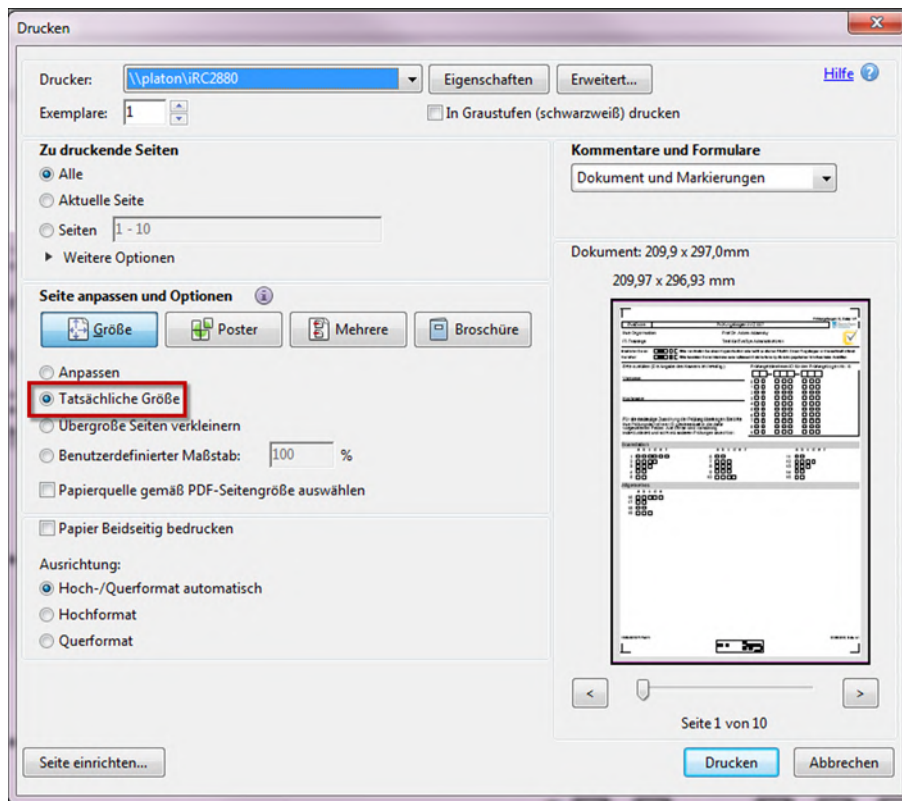 Drucken
Drucker: \\platon\iRC2880 Eigenschaften Erweitert... Hilfe
Exemplare: 1 In Graustufen (schwarzweiß) drucken
Zu druckende Seiten
Alle
Aktuelle Seite
Seiten 1 - 10
Weitere Optionen
Kommentare und Formulare
Dokument und Markierungen
Seite anpassen und Optionen
Größe Poster Mehrere Broschüre
Anpassen
Tatsächliche Größe
Übergroße Seiten verkleinern
Benutzerdefinierter Maßstab: 100 %
Papierquelle gemäß PDF-Seitengröße auswählen
Papier Beidseitig bedrucken
Ausrichtung:
Hoch-/Querformat automatisch
Hochformat
Querformat
Dokument: 209,9 x 297,0mm
209,97 x 296,93 mm
< >
Seite 1 von 10
Seite einrichten... Drucken Abbrechen